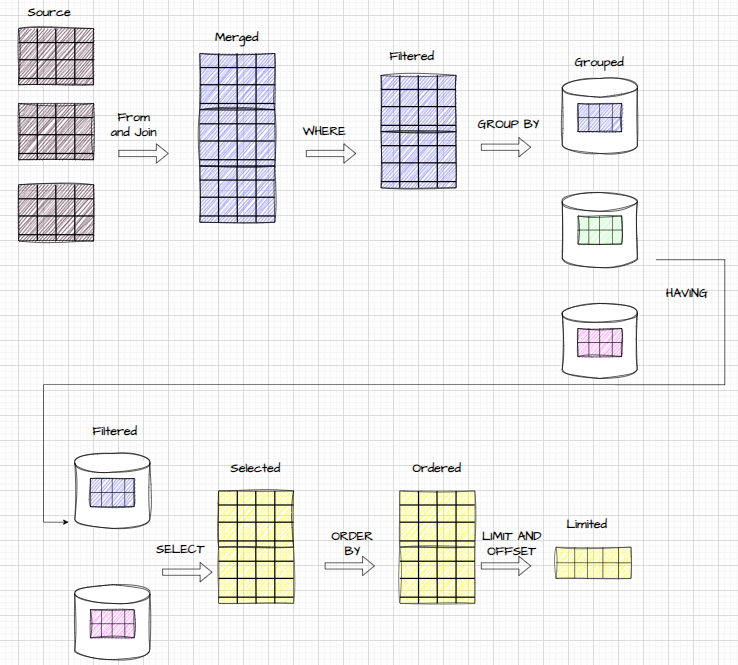 Source
Merged
Filtered
Grouped
From
and Join
WHERE
GROUP BY
HAVING
Filtered
Selected
Ordered
Limited
SELECT
ORDER
BY
LIMIT AND
OFFSET